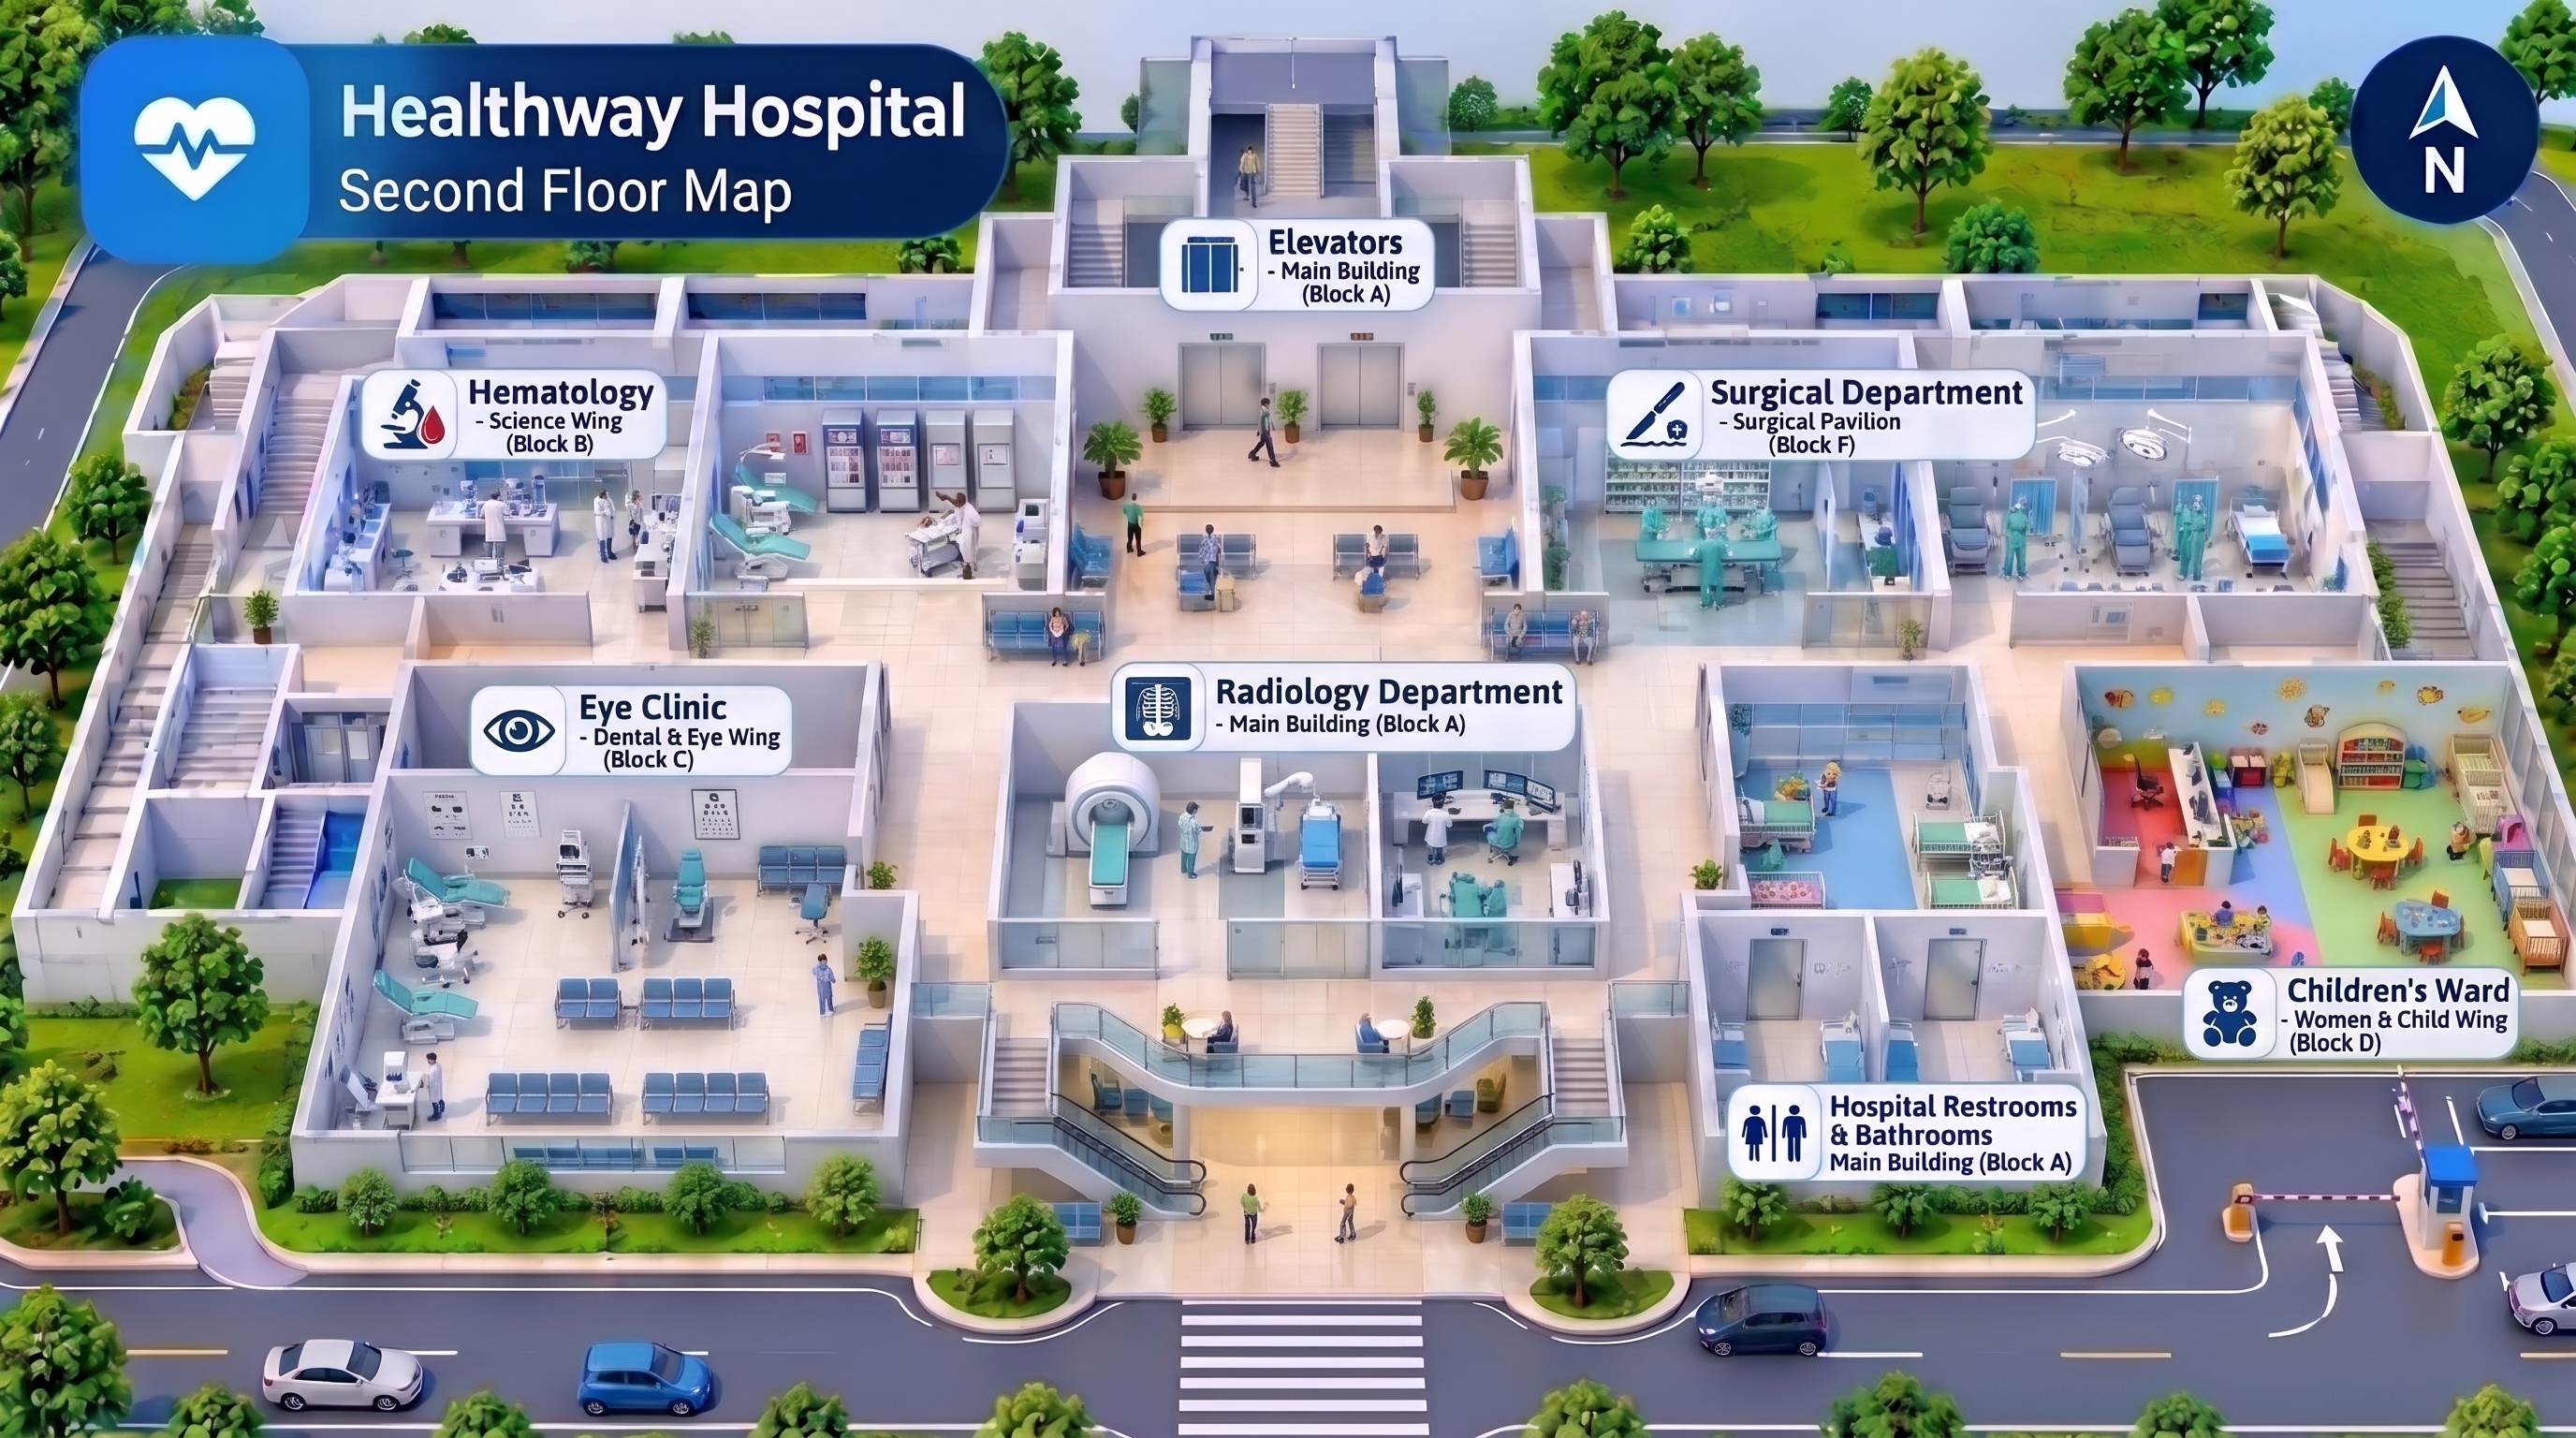 Healthway Hospital
Second Floor Map
N
Elevators
- Main Building
(Block A)
Hematology
- Science Wing
(Block B)
Surgical Department
- Surgical Pavilion
(Block F)
Eye Clinic
- Dental & Eye Wing
(Block C)
Radiology Department
- Main Building (Block A)
Children's Ward
- Women & Child Wing
(Block D)
Hospital Restrooms
& Bathrooms
Main Building (Block A)